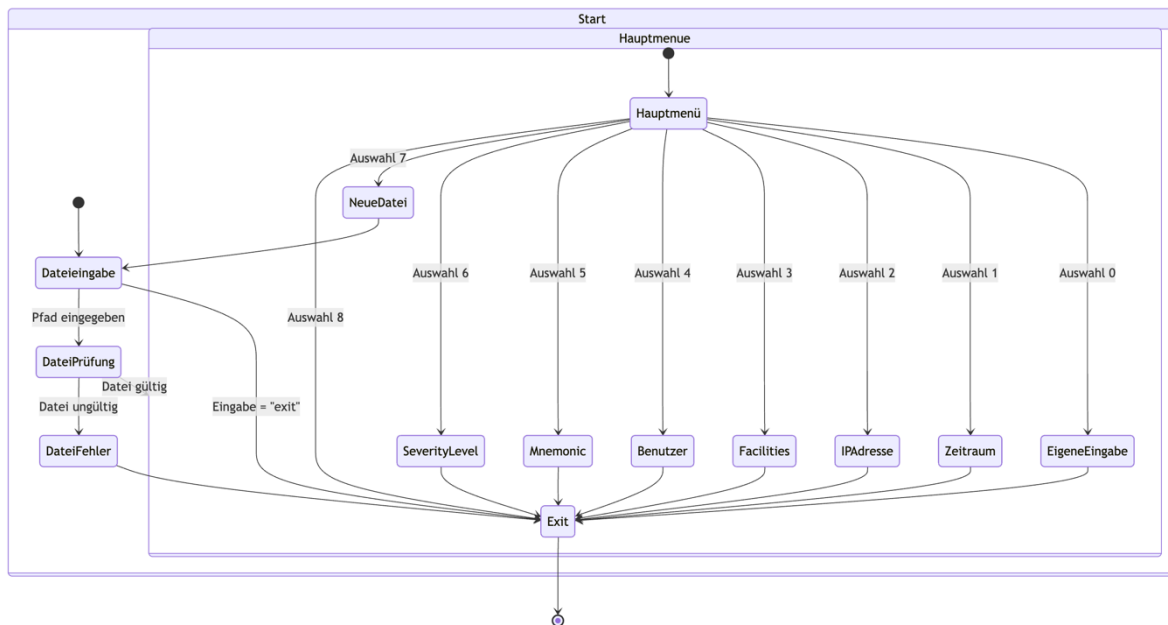 Start
Hauptmenue
Hauptmenü
Auswahl 7
NeueDatei
Dateieingabe
Auswahl 6
Auswahl 5
Auswahl 4
Auswahl 3
Auswahl 2
Auswahl 1
Auswahl 0
Pfad eingegeben
Auswahl 8
DateiPrüfung
Datei gültig
Datei ungültig
Eingabe = "exit"
DateiFehler
SeverityLevel
Mnemonic
Benutzer
Facilities
IPAdresse
Zeitraum
EigeneEingabe
Exit